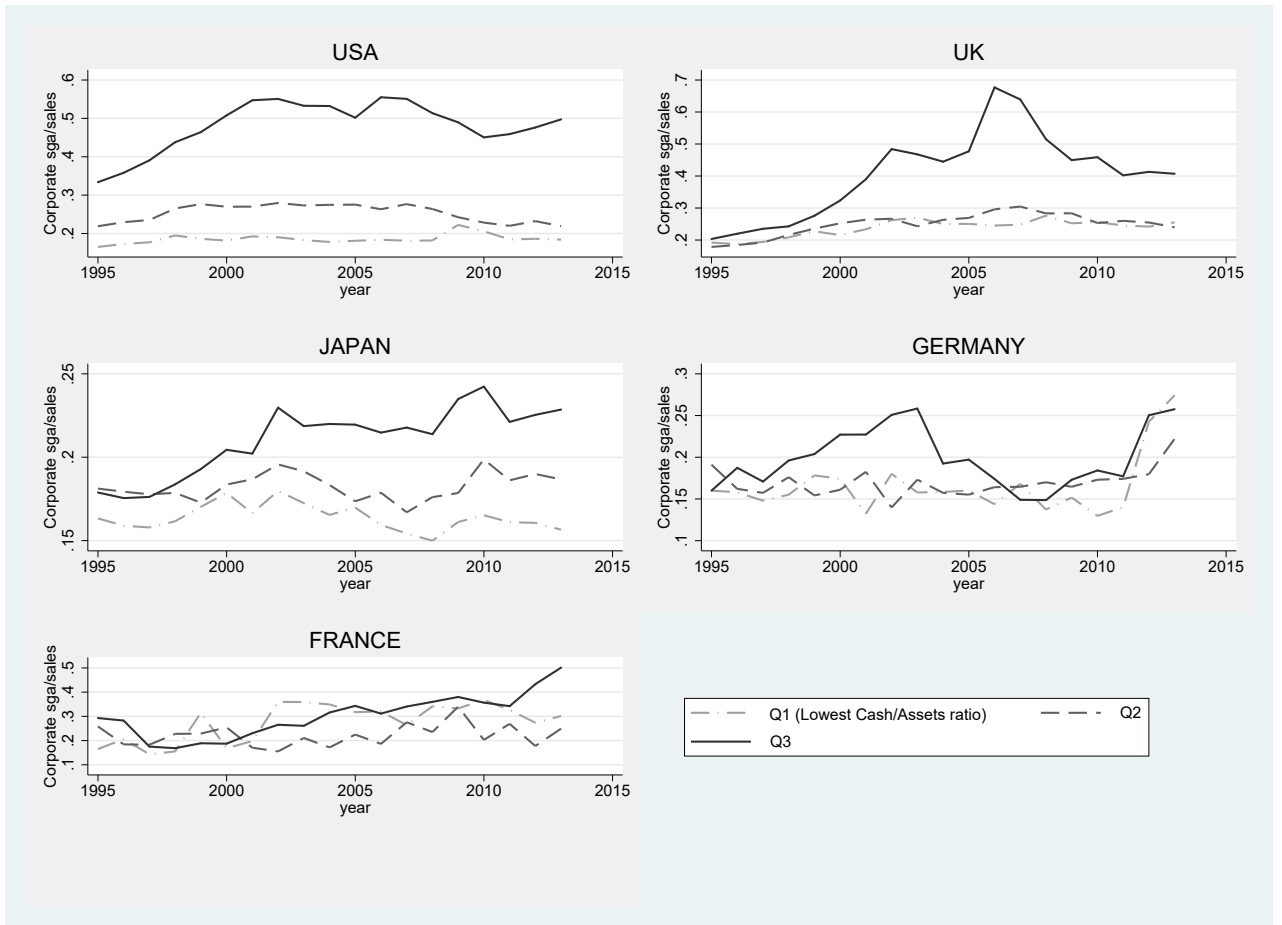 USA
Corporate sga/sales
.2 .3 .4 .5 .6
1995 2000 2005 2010 2015
year
UK
Corporate sga/sales
.2 .3 .4 .5 .6 .7
1995 2000 2005 2010 2015
year
JAPAN
Corporate sga/sales
.15 .2 .25
1995 2000 2005 2010 2015
year
GERMANY
Corporate sga/sales
.1 .15 .2 .25 .3
1995 2000 2005 2010 2015
year
FRANCE
Corporate sga/sales
.1 .2 .3 .4 .5
1995 2000 2005 2010 2015
year
Q1 (Lowest Cash/Assets ratio) Q2
Q3